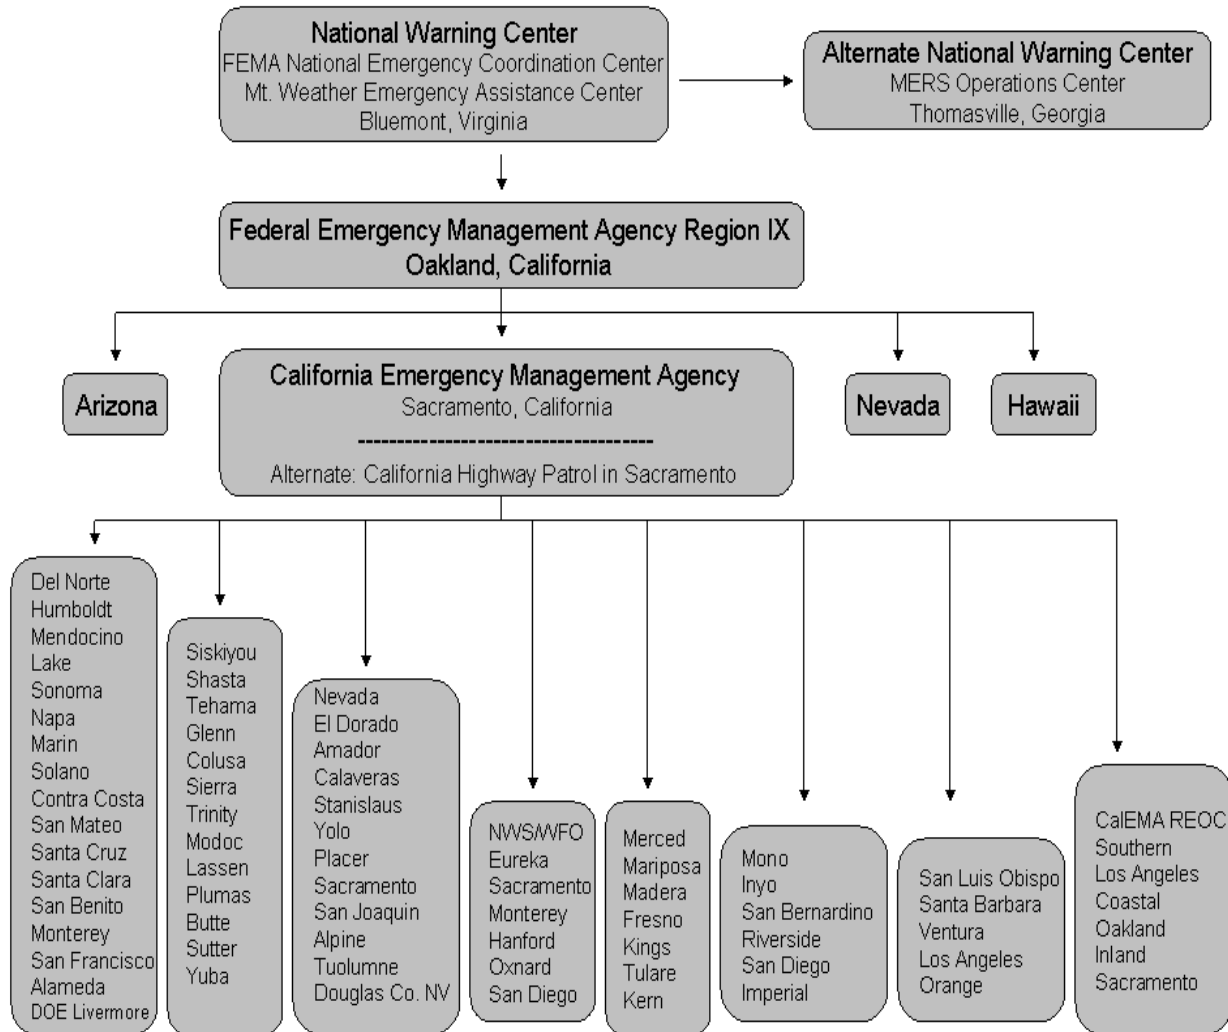 National Warning Center
FEMA National Emergency Coordination Center
Mt. Weather Emergency Assistance Center
Bluemont, Virginia
Alternate National Warning Center
MERS Operations Center
Thomasville, Georgia
Federal Emergency Management Agency Region IX
Oakland, California
Arizona
California Emergency Management Agency
Sacramento, California
-------------------------------------
Alternate: California Highway Patrol in Sacramento
Nevada
Hawaii
Del Norte
Humboldt
Mendocino
Lake
Sonoma
Napa
Marin
Solano
Contra Costa
San Mateo
Santa Cruz
Santa Clara
San Benito
Monterey
San Francisco
Alameda
DOE Livermore
Siskiyou
Shasta
Tehama
Glenn
Colusa
Sierra
Trinity
Modoc
Lassen
Plumas
Butte
Sutter
Yuba
Nevada
El Dorado
Amador
Calaveras
Stanislaus
Yolo
Placer
Sacramento
San Joaquin
Alpine
Tuolumne
Douglas Co. NV
NWS/WFO
Eureka
Sacramento
Monterey
Hanford
Oxnard
San Diego
Merced
Mariposa
Madera
Fresno
Kings
Tulare
Kern
Mono
Inyo
San Bernardino
Riverside
San Diego
Imperial
San Luis Obispo
Santa Barbara
Ventura
Los Angeles
Orange
CalEMA REOC
Southern
Los Angeles
Coastal
Oakland
Inland
Sacramento